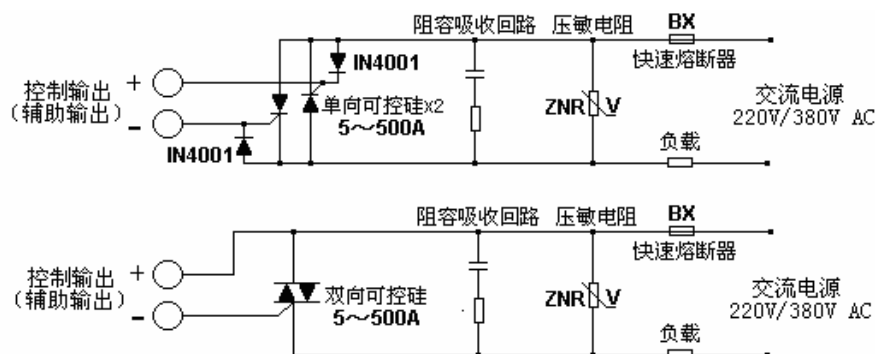 阻容吸收回路 压敏电阻 BX
IN4001
快速熔断器
控制输出 +
(辅助输出) −
单向可控硅x2
5～500A
ZNR V
交流电源
220V/380V AC
IN4001
负载
阻容吸收回路 压敏电阻 BX
快速熔断器
控制输出 +
(辅助输出) −
双向可控硅
5～500A
ZNR V
交流电源
220V/380V AC
负载